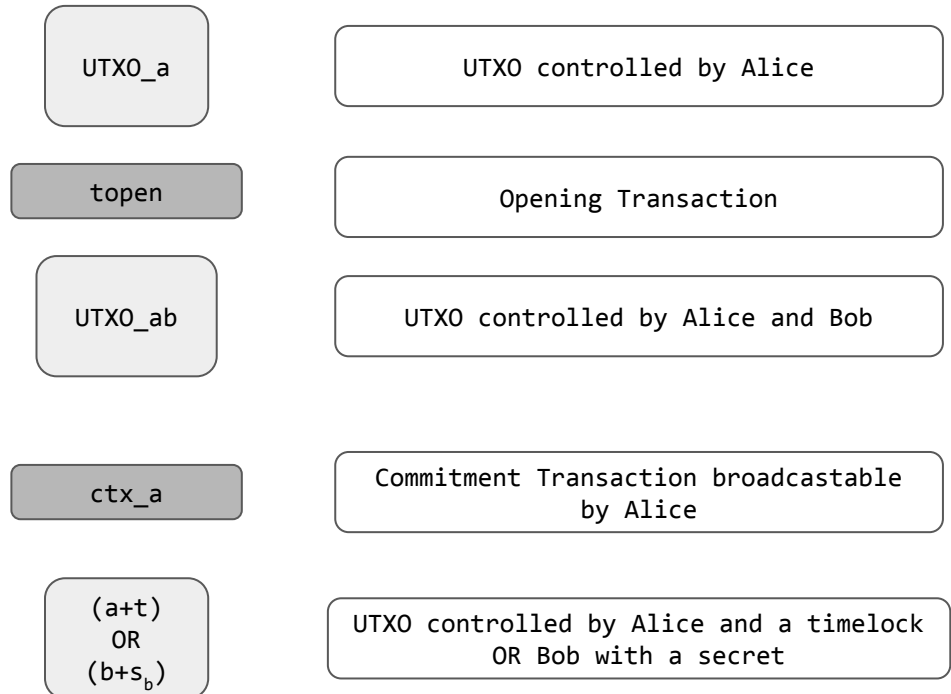 UTXO_a
UTXO controlled by Alice
topen
Opening Transaction
UTXO_ab
UTXO controlled by Alice and Bob
ctx_a
Commitment Transaction broadcastable
by Alice
(a+t)
OR
(b+s_b)
UTXO controlled by Alice and a timelock
OR Bob with a secret